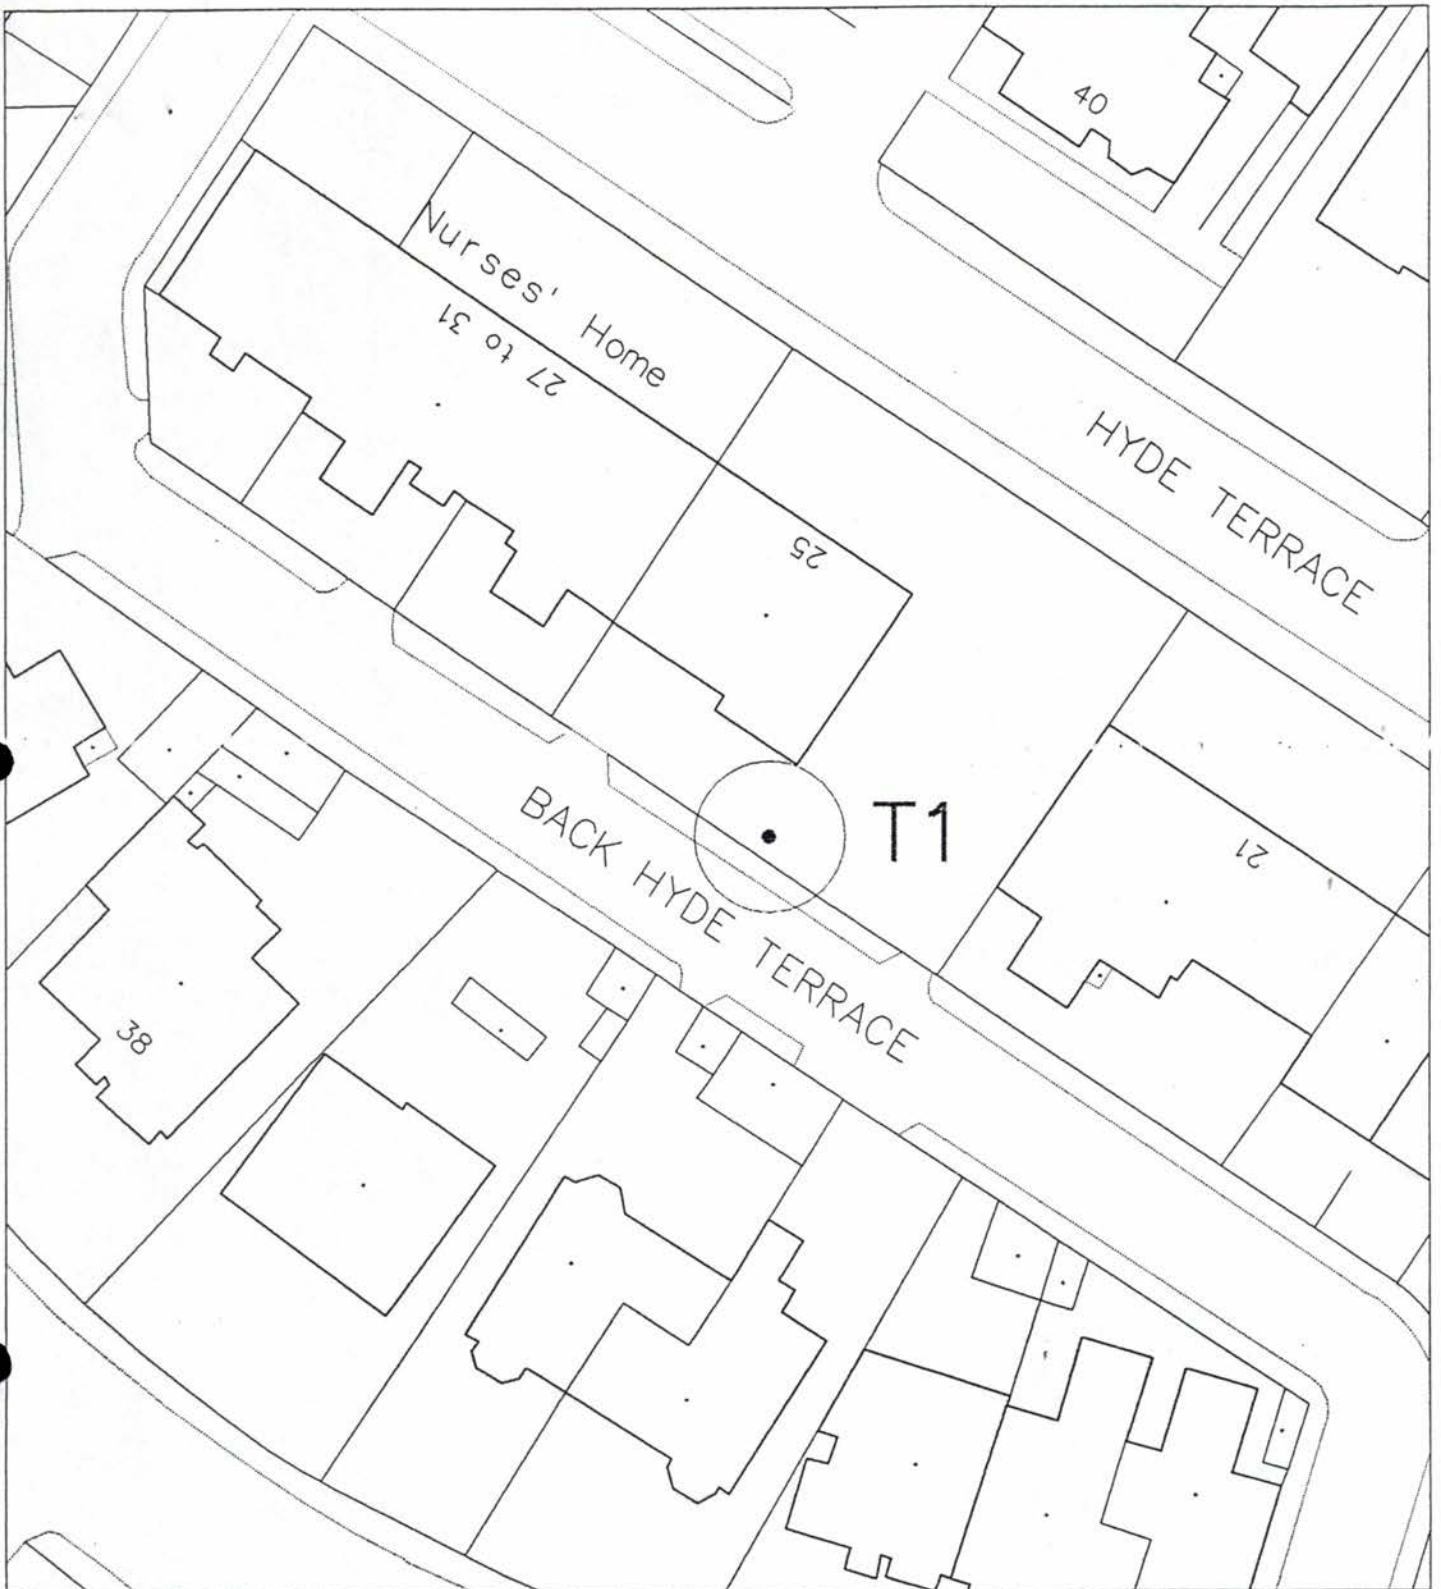 40
Nurses' Home
27 to 31
HYDE TERRACE
25
T1
BACK HYDE TERRACE
21
38